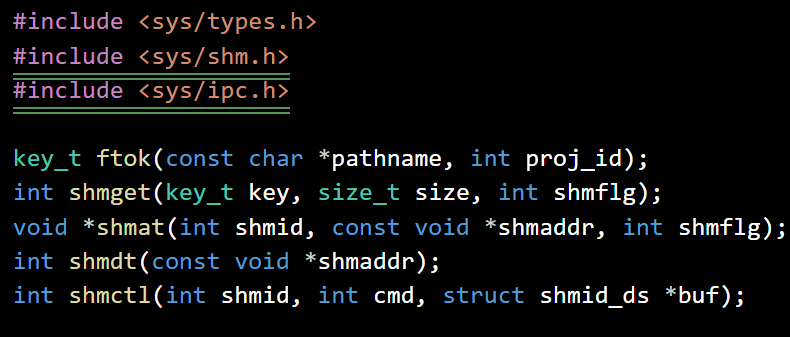 #include <sys/types.h>
#include <sys/shm.h>
#include <sys/ipc.h>
key_t ftok(const char *pathname, int proj_id);
int shmget(key_t key, size_t size, int shmflg);
void *shmat(int shmid, const void *shmaddr, int shmflg);
int shmdt(const void *shmaddr);
int shmctl(int shmid, int cmd, struct shmid_ds *buf);